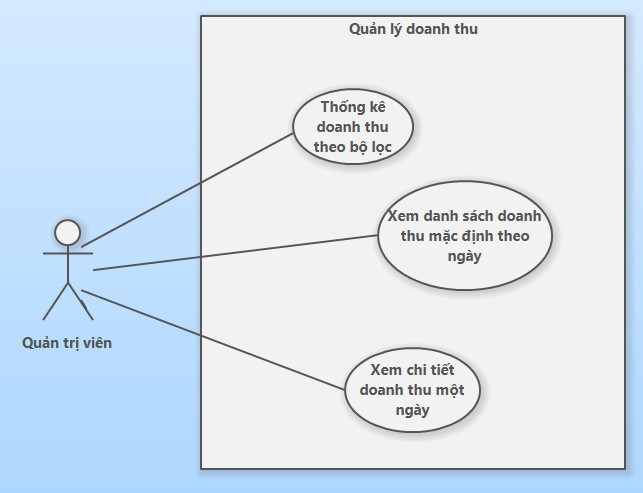 Quản lý doanh thu
Thống kê
doanh thu
theo bộ lọc
Xem danh sách doanh
thu mặc định theo
ngày
Quản trị viên
Xem chi tiết
doanh thu một
ngày